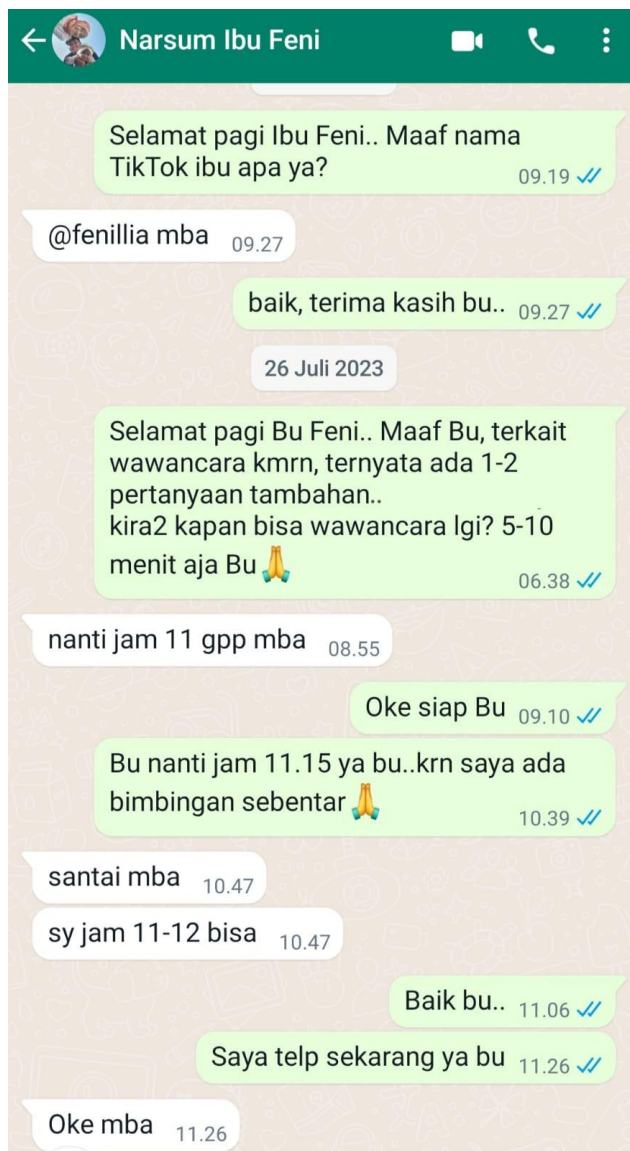 Narsum Ibu Feni
Selamat pagi Ibu Feni.. Maaf nama
TikTok ibu apa ya?
09.19
@fenillia mba 09.27
baik, terima kasih bu.. 09.27
26 Juli 2023
Selamat pagi Bu Feni.. Maaf Bu, terkait
wawancara kmrn, ternyata ada 1-2
pertanyaan tambahan..
kira2 kapan bisa wawancara lgi? 5-10
menit aja Bu🙏
06.38
nanti jam 11 gpp mba 08.55
Oke siap Bu 09.10
Bu nanti jam 11.15 ya bu..krn saya ada
bimbingan sebentar🙏
10.39
santai mba 10.47
sy jam 11-12 bisa 10.47
Baik bu.. 11.06
Saya telp sekarang ya bu 11.26
Oke mba 11.26